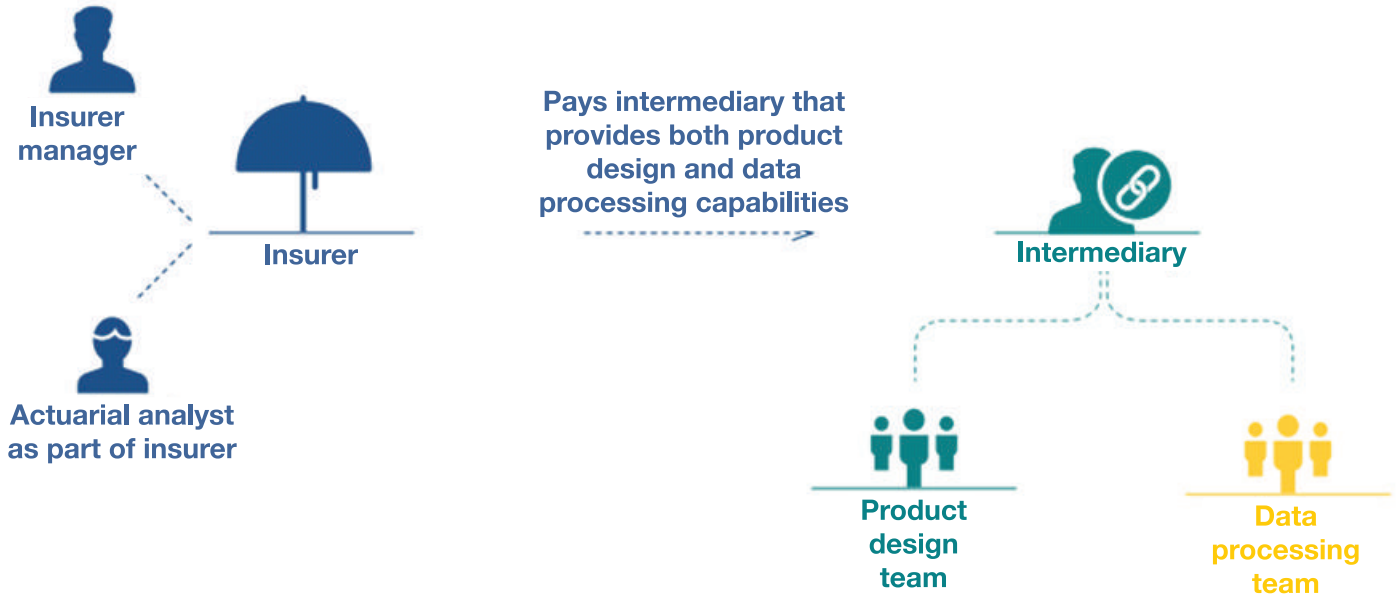 Insurer
manager
Insurer
Actuarial analyst
as part of insurer
Pays intermediary that
provides both product
design and data
processing capabilities
Intermediary
Product
design
team
Data
processing
team